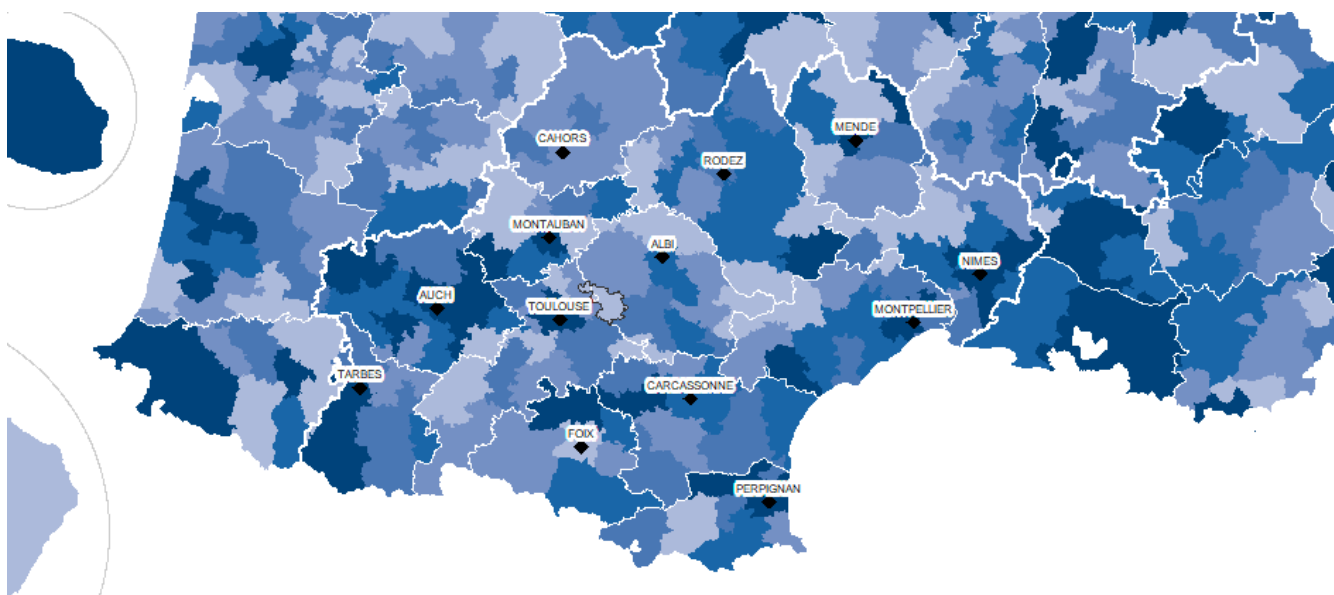 MENDE
CAHORS
RODEZ
MONTAUBAN
ALBI
NIMES
AUCH
TOULOUSE
MONTPELLIER
TARBES
CARCASSONNE
FOIX
PERPIGNAN